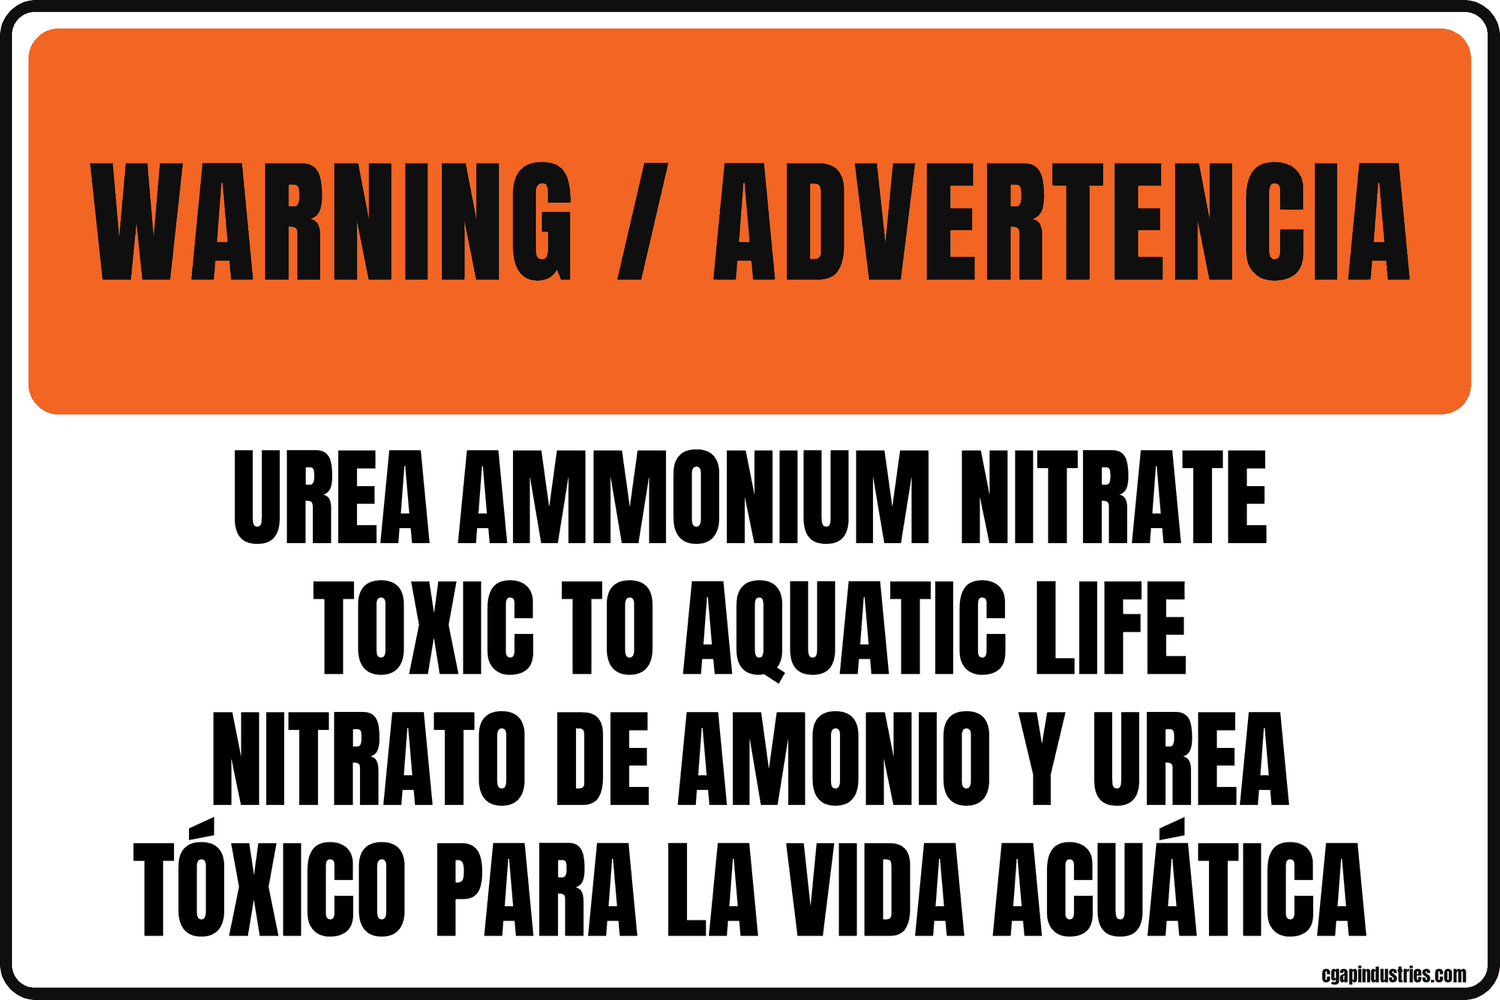 WARNING / ADVERTENCIA
UREA AMMONIUM NITRATE
TOXIC TO AQUATIC LIFE
NITRATO DE AMONIO Y UREA
TÓXICO PARA LA VIDA ACUÁTICA
cgapindustries.com